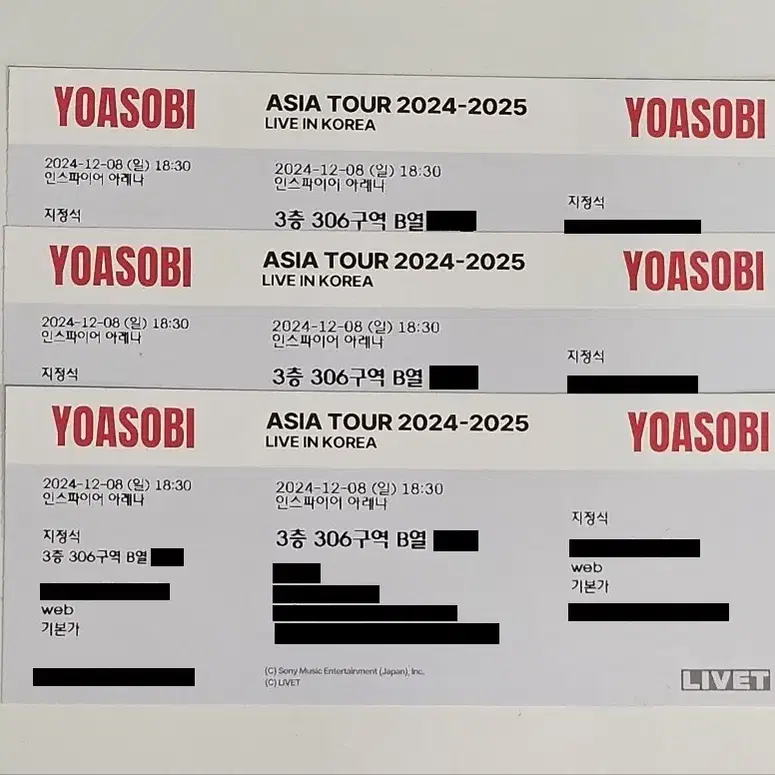 YOASOBI
ASIA TOUR 2024-2025
LIVE IN KOREA
YOASOBI
2024-12-08 (일) 18:30
인스파이어 아레나
지정석
2024-12-08 (일) 18:30
인스파이어 아레나
3층 306구역 B열
지정석
YOASOBI
ASIA TOUR 2024-2025
LIVE IN KOREA
YOASOBI
2024-12-08 (일) 18:30
인스파이어 아레나
지정석
2024-12-08 (일) 18:30
인스파이어 아레나
3층 306구역 B열
지정석
YOASOBI
ASIA TOUR 2024-2025
LIVE IN KOREA
YOASOBI
2024-12-08 (일) 18:30
인스파이어 아레나
지정석
3층 306구역 B열
web
기본가
2024-12-08 (일) 18:30
인스파이어 아레나
3층 306구역 B열
(C) Sony Music Entertainment (Japan), Inc.
(C) LIVET
지정석
web
기본가
LIVET